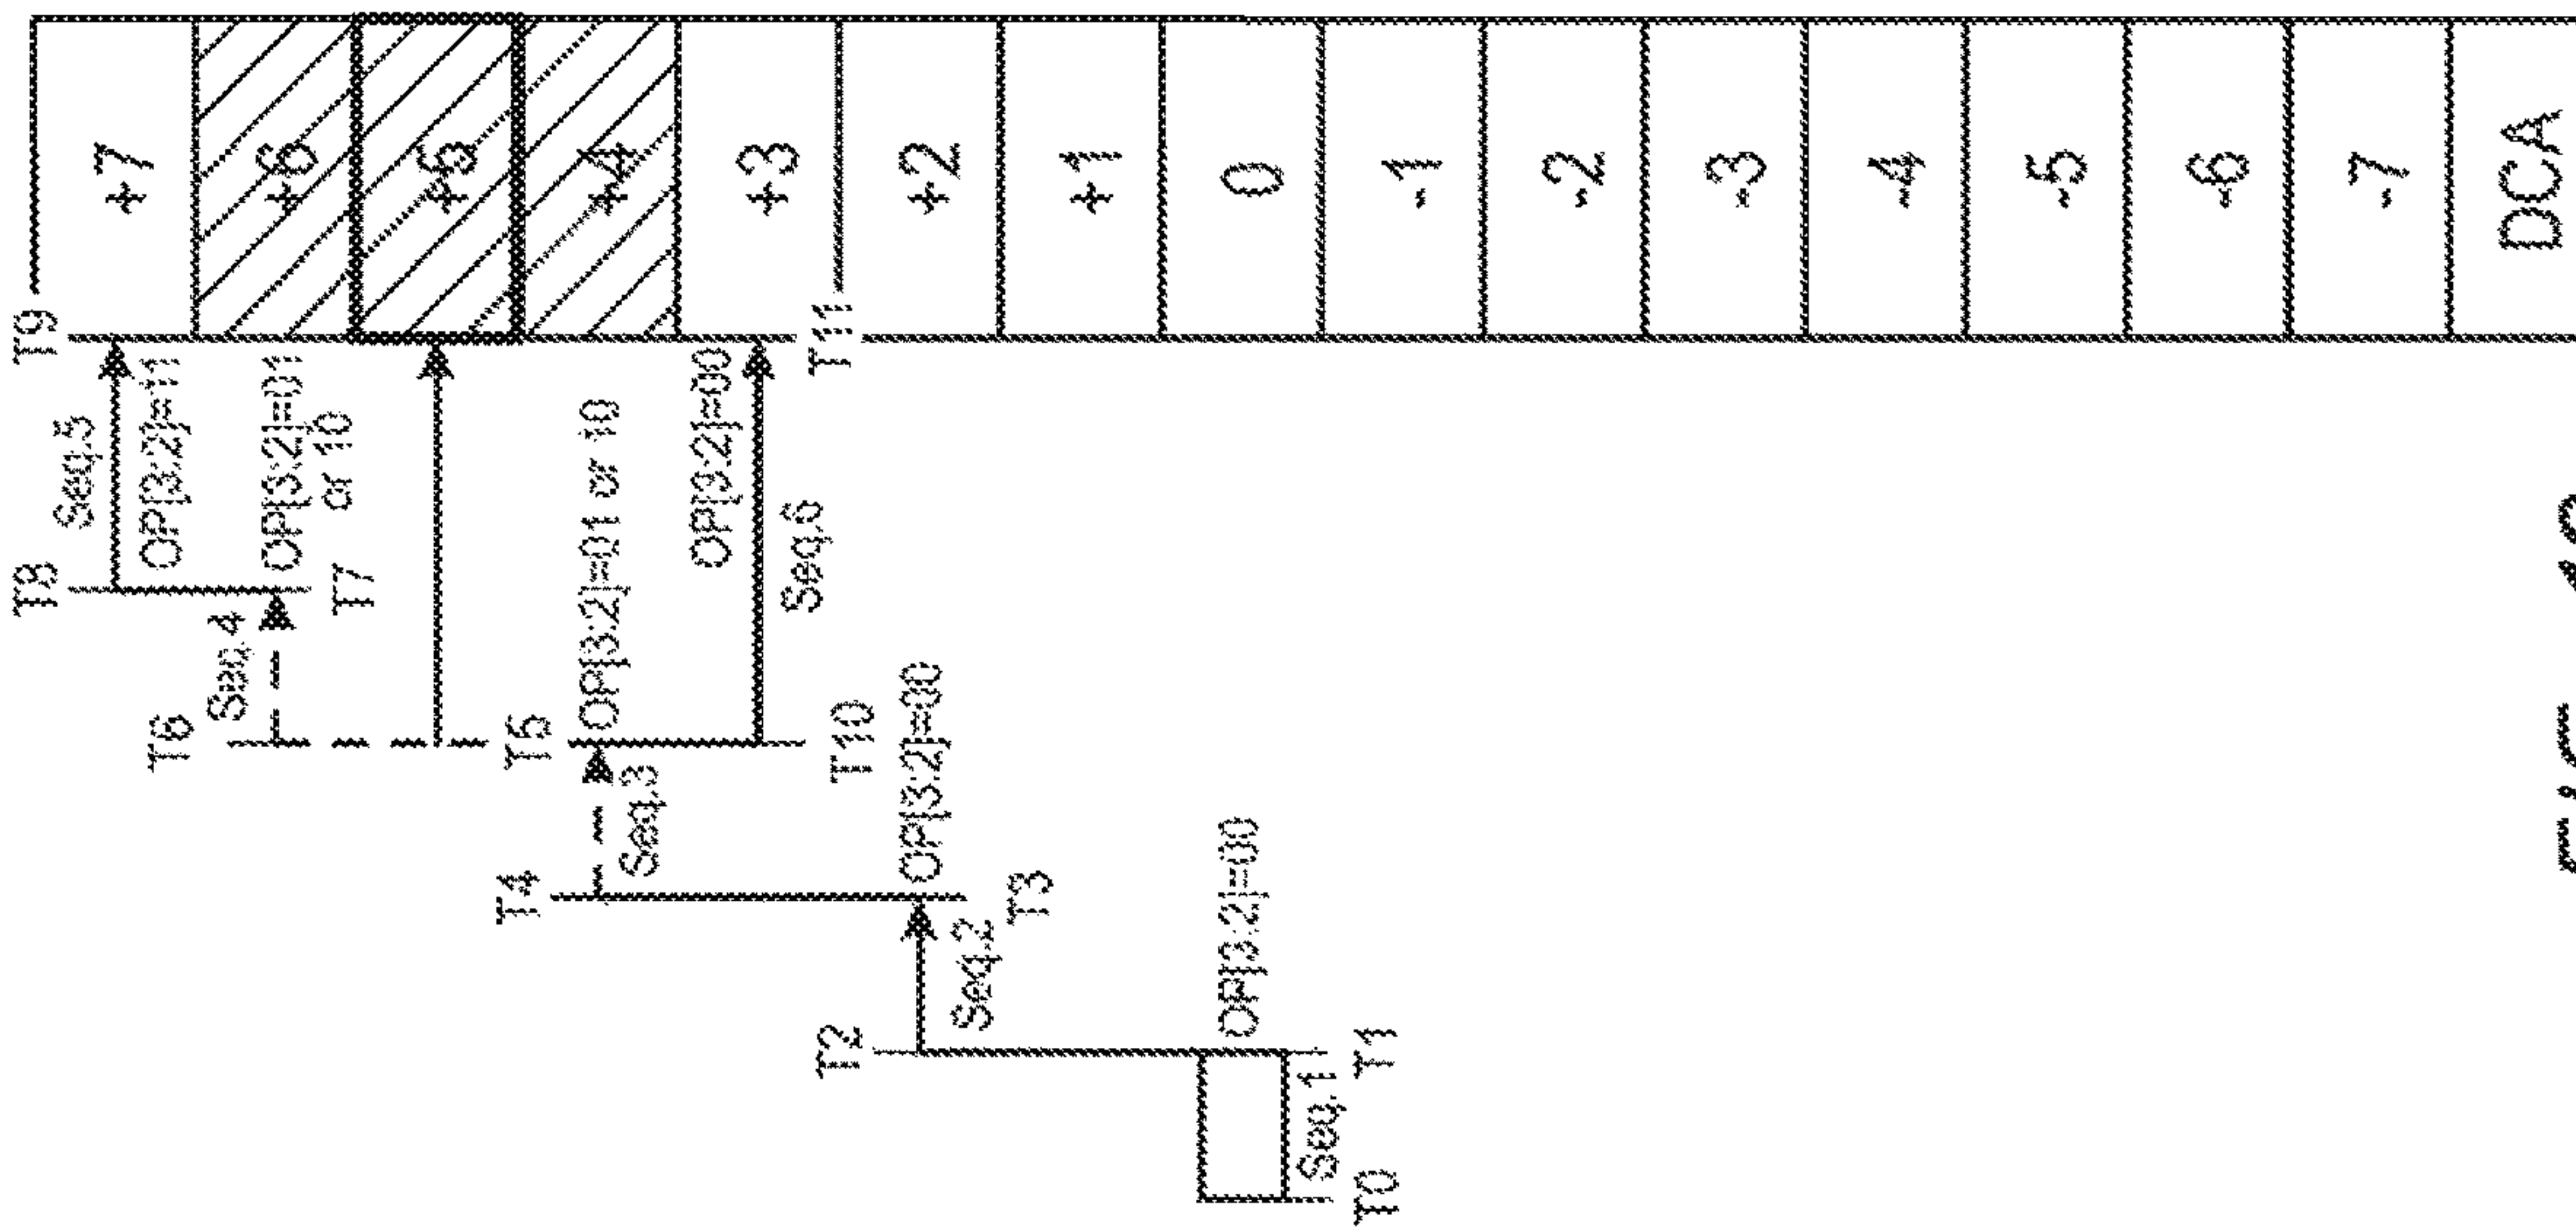 T9
+7
+6
+5
+4
+3
+2
+1
0
-1
-2
-3
-4
-5
-6
-7
DCA
T8
Seq.5
OP[3:2]=11
OP[3:2]=01
or 10
T7
T6
Seq.4
T5
OP[3:2]=01 or 10
OP[3:2]=00
Seq.6
T11
T10
T4
Seq.3
OP[3:2]=00
T3
T2
Seq.2
OP[3:2]=00
T1
Seq.1
T0